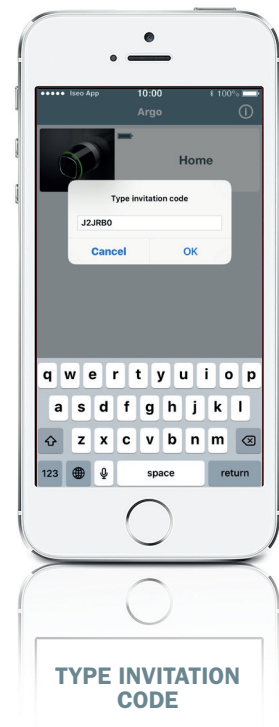 Iseo App 10:00 100%
Argo
Home
Type invitation code
J2JRB0
Cancel OK
q w e r t y u i o p
a s d f g h j k l
z x c v b n m
123 space return
TYPE INVITATION
CODE